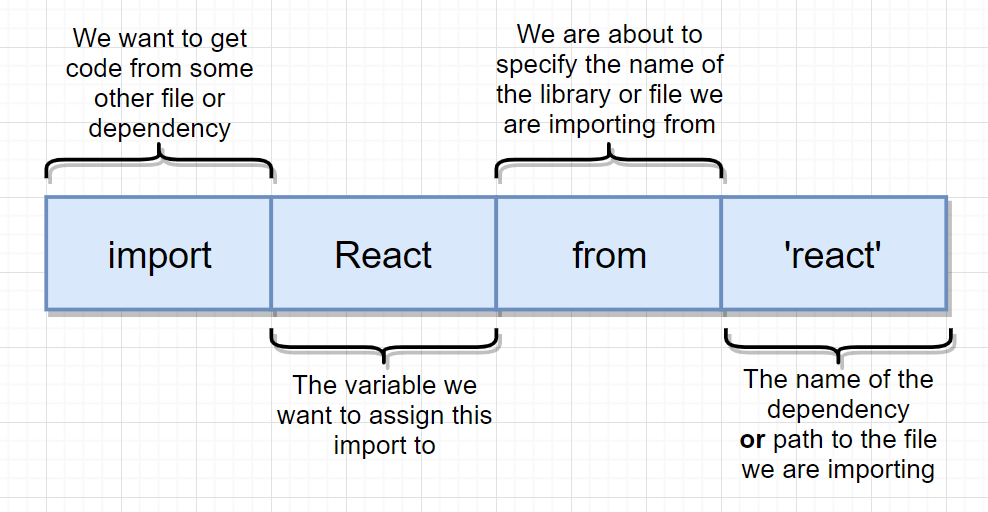 We want to get
code from some
other file or
dependency
We are about to
specify the name of
the library or file we
are importing from
import
React
from
'react'
The variable we
want to assign this
import to
The name of the
dependency
or path to the file
we are importing